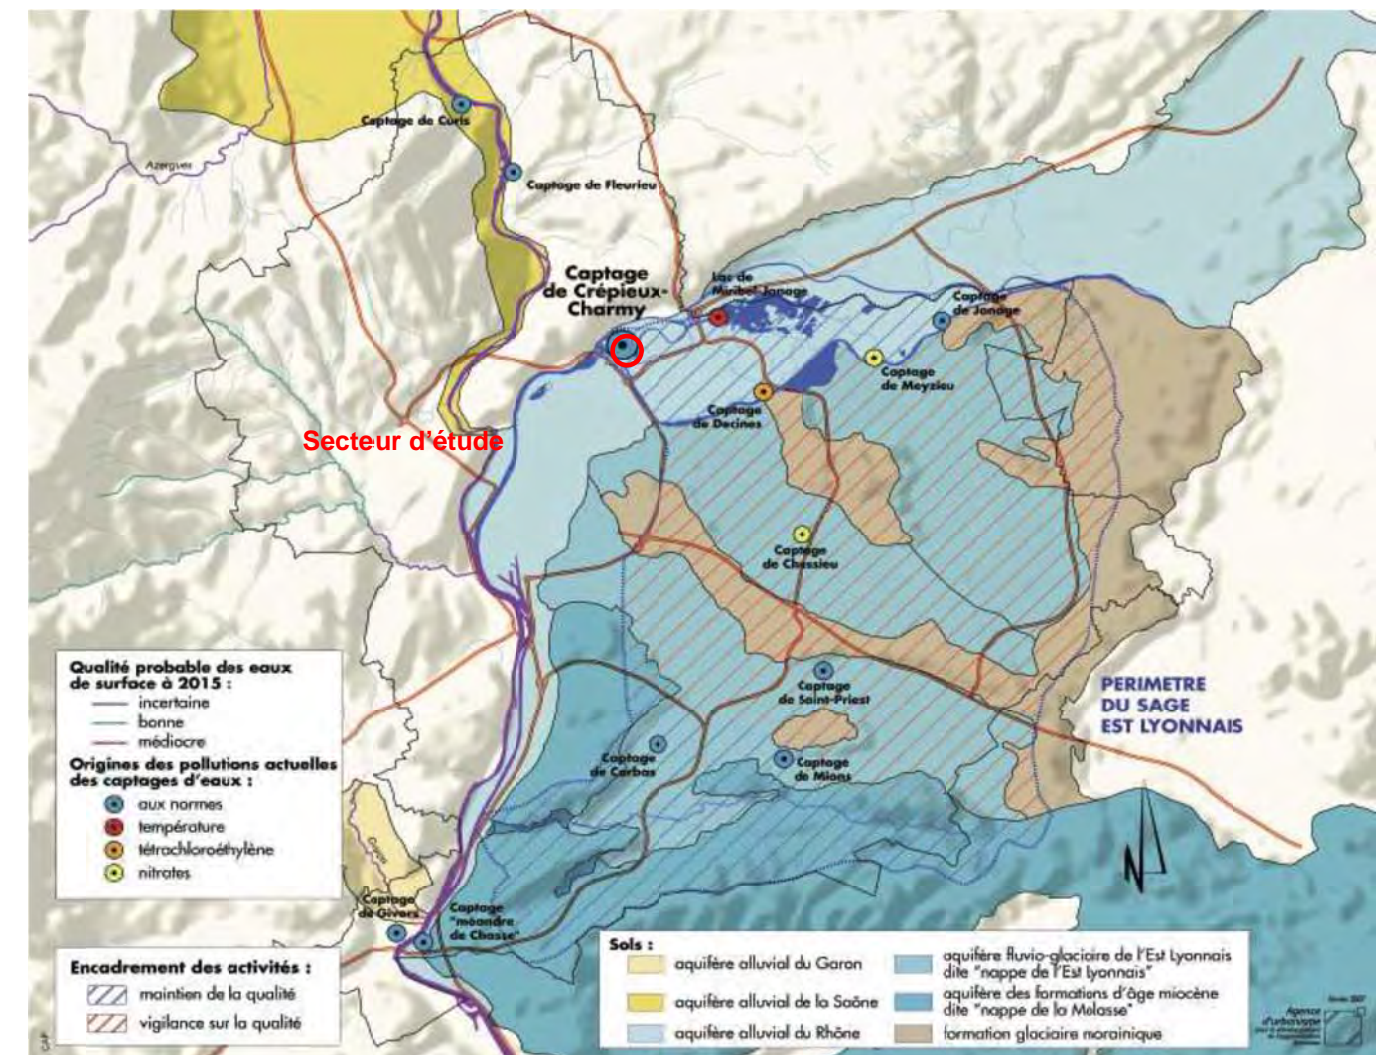 Captage de Curis
Azergues
Captage de Fleurieu
Captage
de Crépieux-
Charmy
Lac de
Miribel-Jonage
Captage
de Jonage
Captage
de Meyzieu
Captage
de Decines
Secteur d'étude
Captage
de Chassieu
Captage
de Saint-Priest
PERIMETRE
DU SAGE
EST LYONNAIS
Captage
de Corbas
Captage
de Mions
Qualité probable des eaux
de surface à 2015 :
incertaine
bonne
médiocre
Origines des pollutions actuelles
des captages d'eaux :
aux normes
température
tétrachloroéthylène
nitrates
Garon
Captage
de Givors
Captage
"méandre
de Chasse"
N
Encadrement des activités :
maintien de la qualité
vigilance sur la qualité
Sols :
aquifère alluvial du Garon
aquifère alluvial de la Saône
aquifère alluvial du Rhône
aquifère fluvio-glaciaire de l'Est Lyonnais
dite "nappe de l'Est Lyonnais"
aquifère des formations d'âge miocène
dite "nappe de la Molasse"
formation glaciaire morainique
Agence
d'urbanisme